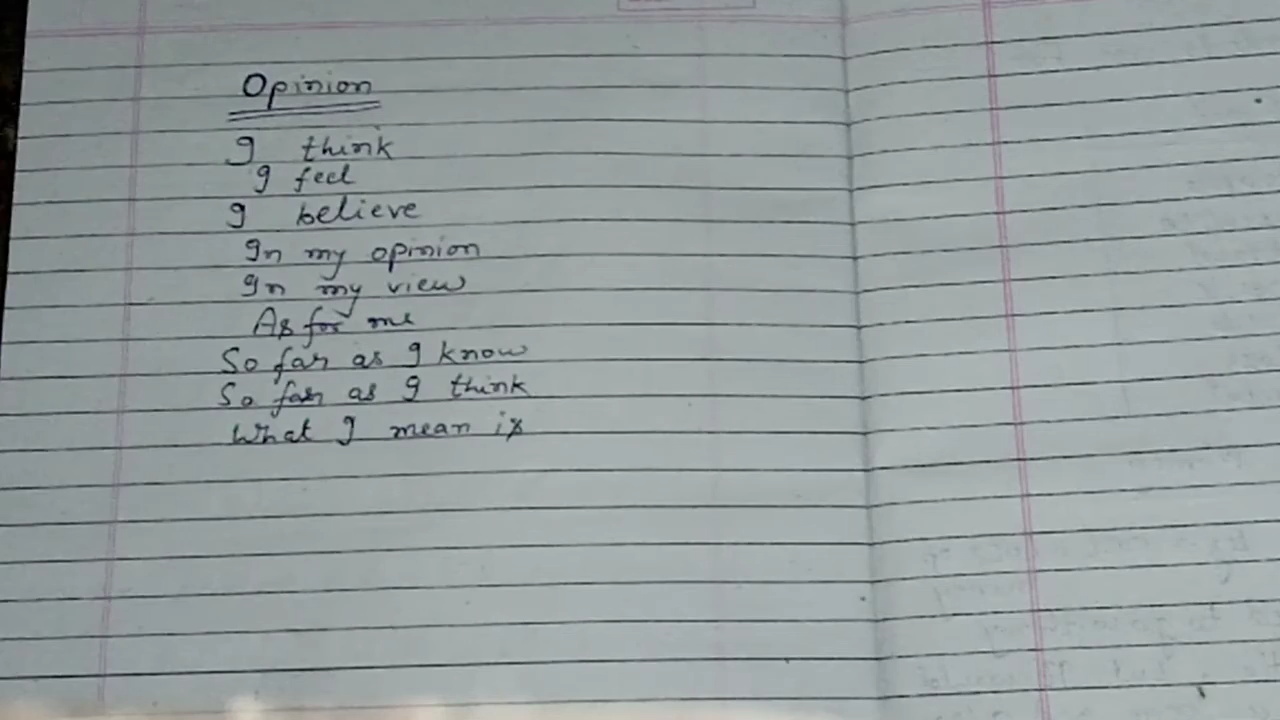 Opinion
I think
I feel
I believe
In my opinion
In my view
As for me
So far as I know
So far as I think
What I mean is